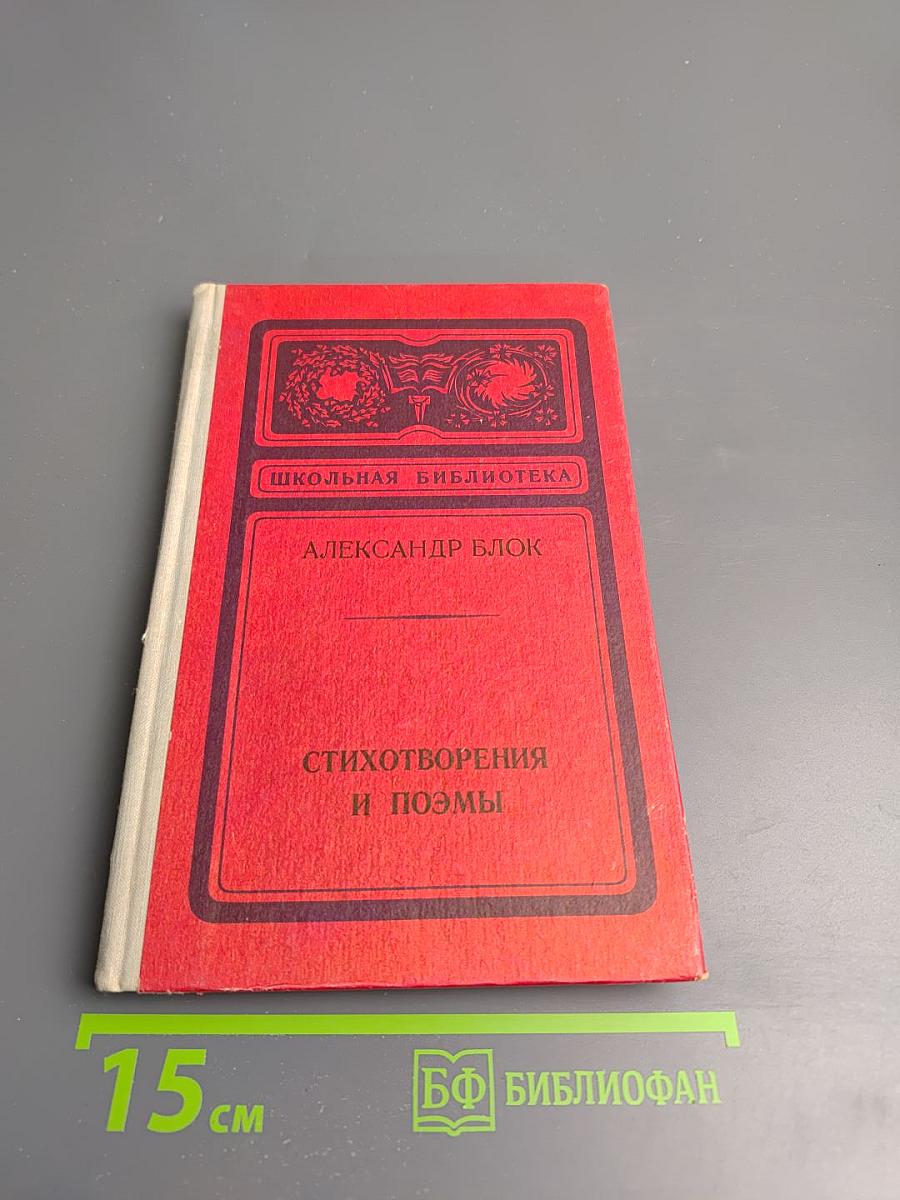 ШКОЛЬНАЯ БИБЛИОТЕКА
АЛЕКСАНДР БЛОК
СТИХОТВОРЕНИЯ
И ПОЭМЫ
15 см
БФ БИБЛИОФАН